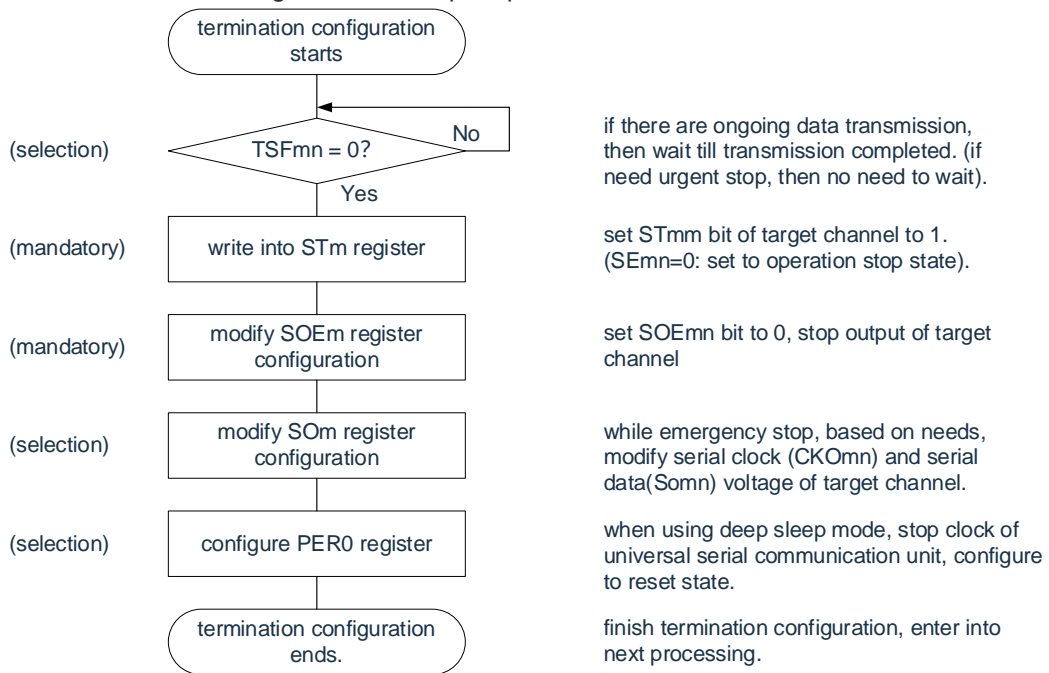 termination configuration
starts
(selection)
TSFmn = 0?
No
Yes
if there are ongoing data transmission,
then wait till transmission completed. (if
need urgent stop, then no need to wait).
(mandatory)
write into STm register
set STmm bit of target channel to 1.
(SEmn=0: set to operation stop state).
(mandatory)
modify SOEm register
configuration
set SOEmn bit to 0, stop output of target
channel
(selection)
modify SOm register
configuration
while emergency stop, based on needs,
modify serial clock (CKOmn) and serial
data(Somn) voltage of target channel.
(selection)
configure PER0 register
when using deep sleep mode, stop clock of
universal serial communication unit, configure
to reset state.
termination configuration
ends.
finish termination configuration, enter into
next processing.